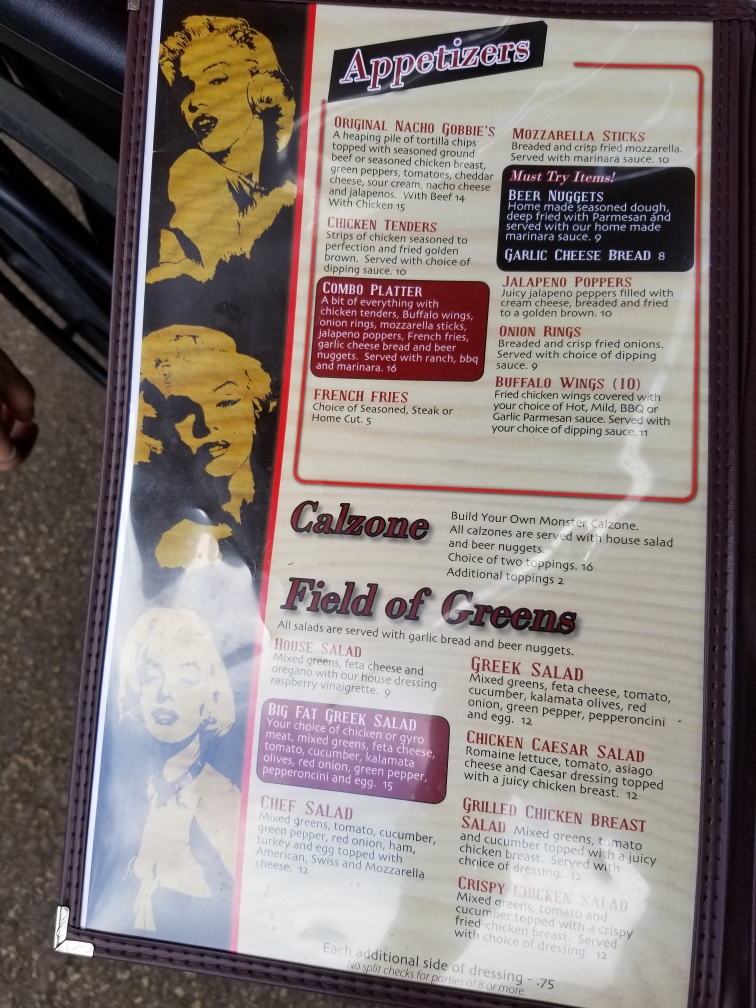 Appetizers
Original Nacho Gobbie's
A heaping pile of tortilla chips
topped with seasoned ground
beef or seasoned chicken breast,
green peppers, tomatoes, cheddar
cheese, sour cream, nacho cheese
and jalapenos. With Beef 14
With Chicken 15
Chicken Tenders
Strips of chicken seasoned to
perfection and fried golden
brown. Served with choice of
dipping sauce. 10
Combo Platter
A bit of everything with
chicken tenders, Buffalo wings,
onion rings, mozzarella sticks,
jalapeno poppers, French fries,
garlic cheese bread and beer
nuggets. Served with ranch, bbq
and marinara. 16
French Fries
Choice of Seasoned, Steak or
Home Cut. 5
Mozzarella Sticks
Breaded and crisp fried mozzarella.
Served with marinara sauce. 10
Must Try Items!
Beer Nuggets
Home made seasoned dough,
deep fried with Parmesan and
served with our home made
marinara sauce. 9
Garlic Cheese Bread 8
Jalapeno Poppers
Juicy jalapeno peppers filled with
cream cheese, breaded and fried
to a golden brown. 10
Onion Rings
Breaded and crisp fried onions.
Served with choice of dipping
sauce. 9
Buffalo Wings (10)
Fried chicken wings covered with
your choice of Hot, Mild, BBQ or
Garlic Parmesan sauce. Served with
your choice of dipping sauce. 11
Calzone
Build Your Own Monster Calzone.
All calzones are served with house salad
and beer nuggets.
Choice of two toppings. 16
Additional toppings 2
Field of Greens
All salads are served with garlic bread and beer nuggets.
House Salad
Mixed greens, feta cheese and
oregano with our house dressing
raspberry vinaigrette. 9
Big Fat Greek Salad
Your choice of chicken or gyro
meat, mixed greens, feta cheese,
tomato, cucumber, kalamata
olives, red onion, green pepper,
pepperoncini and egg. 15
Chef Salad
Mixed greens, tomato, cucumber,
green pepper, red onion, ham,
turkey and egg topped with
American, Swiss and Mozzarella
cheese. 12
Greek Salad
Mixed greens, feta cheese, tomato,
cucumber, kalamata olives, red
onion, green pepper, pepperoncini
and egg. 12
Chicken Caesar Salad
Romaine lettuce, tomato, asiago
cheese and Caesar dressing topped
with a juicy chicken breast. 12
Grilled Chicken Breast
Salad Mixed greens, tomato
and cucumber topped with a juicy
chicken breast. Served with
choice of dressing. 12
Crispy Chicken Salad
Mixed greens, tomato and
cucumber topped with a crispy
fried chicken breast. Served
with choice of dressing. 12
Each additional side of dressing - .75
No split checks for parties of 8 or more.